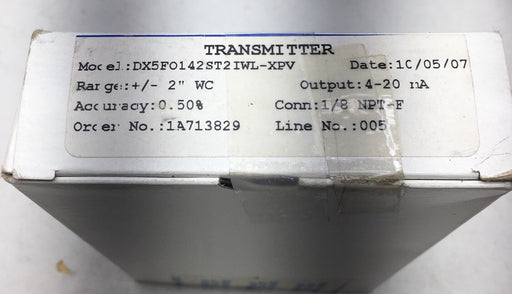 TRANSMITTER
Model:DX5F0142ST2IWL-XPV Date:10/05/07
Range:+/- 2" WC Output:4-20 mA
Accuracy:0.50% Conn:1/8 NPT-F
Order No.:1A713829 Line No.:005